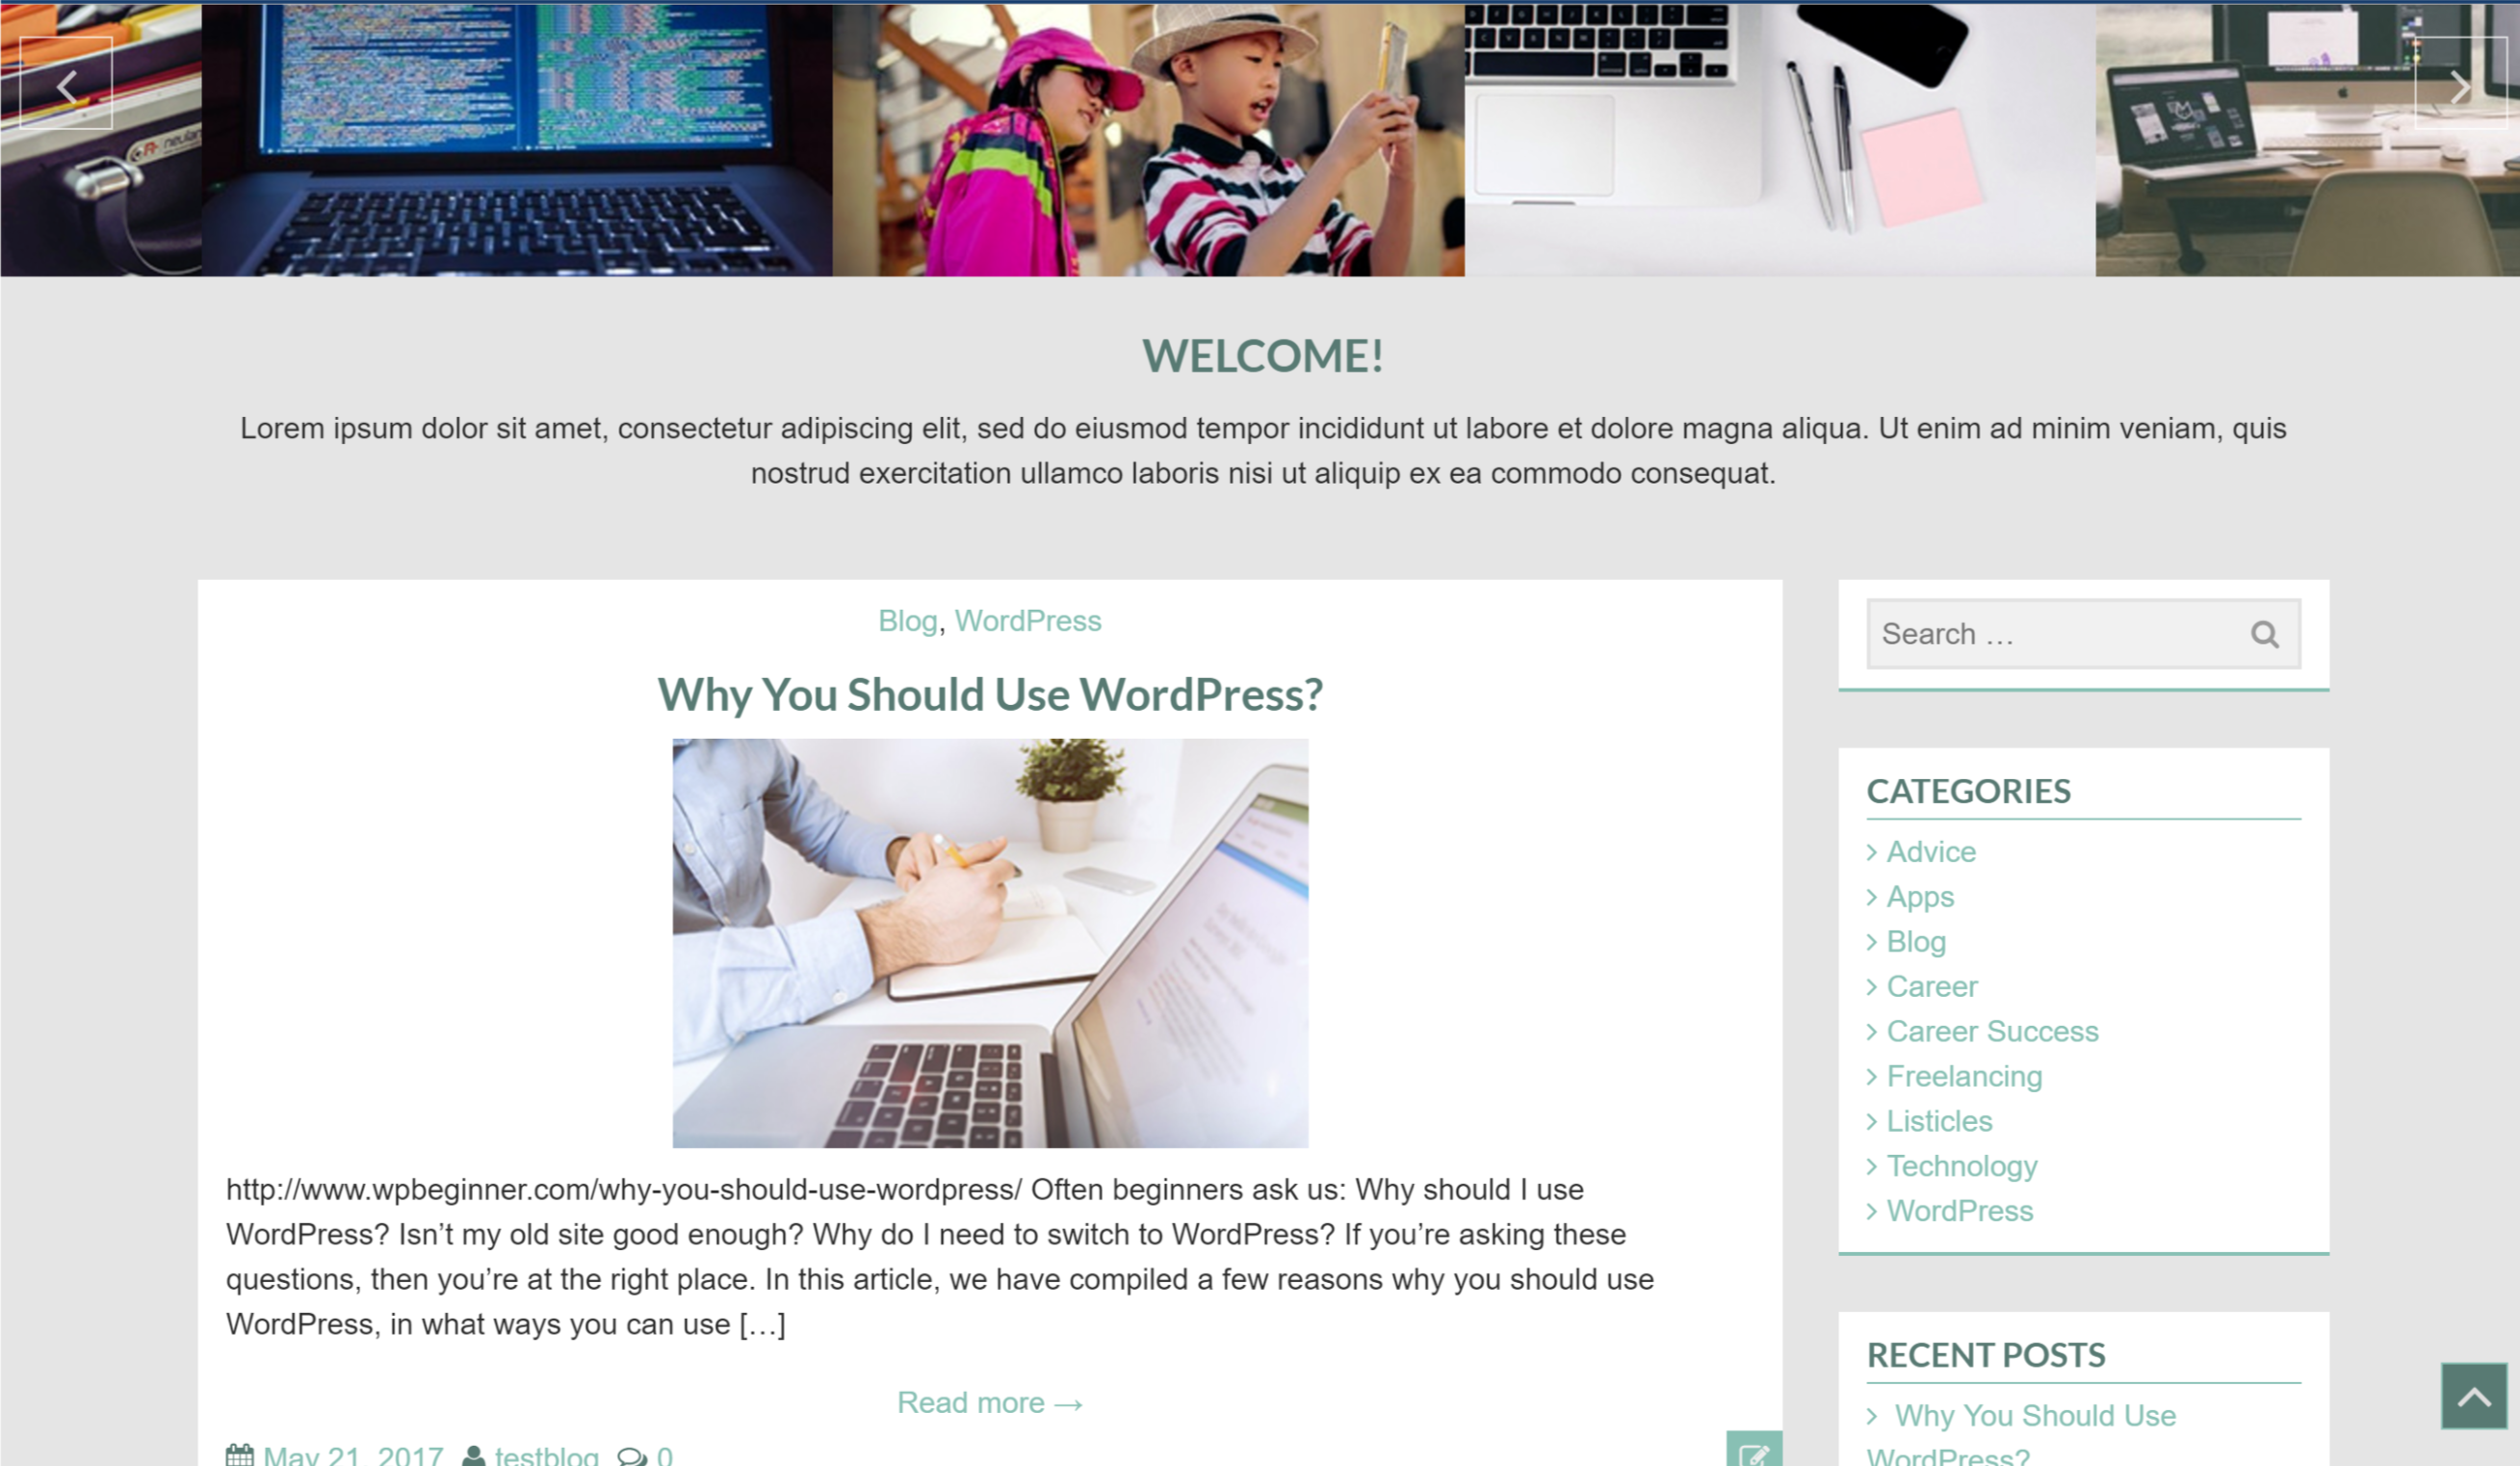 WELCOME!
Lorem ipsum dolor sit amet, consectetur adipiscing elit, sed do eiusmod tempor incididunt ut labore et dolore magna aliqua. Ut enim ad minim veniam, quis
nostrud exercitation ullamco laboris nisi ut aliquip ex ea commodo consequat.
Blog, WordPress
Why You Should Use WordPress?
http://www.wpbeginner.com/why-you-should-use-wordpress/ Often beginners ask us: Why should I use
WordPress? Isn’t my old site good enough? Why do I need to switch to WordPress? If you’re asking these
questions, then you’re at the right place. In this article, we have compiled a few reasons why you should use
WordPress, in what ways you can use […]
Read more →
May 21, 2017 testblog 0
Search …
CATEGORIES
Advice
Apps
Blog
Career
Career Success
Freelancing
Listicles
Technology
WordPress
RECENT POSTS
Why You Should Use
WordPress?